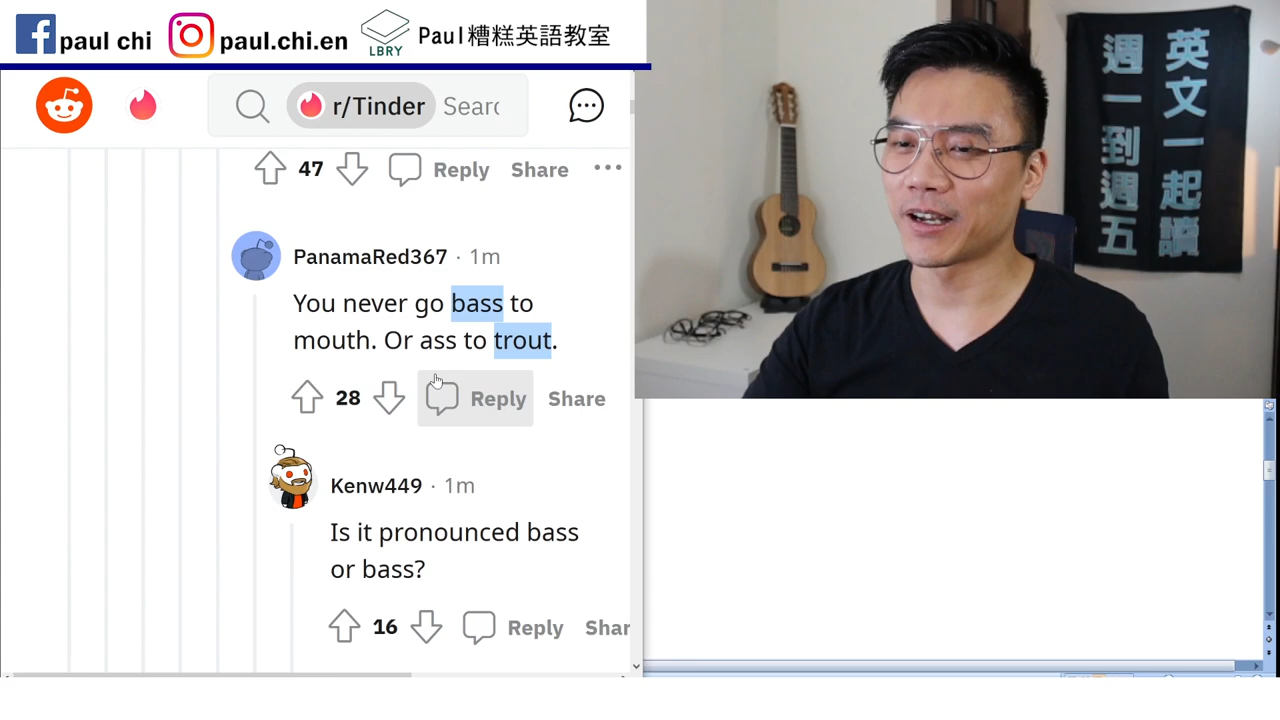 paul chi
paul.chi.en
LBRY
Paul糟糕英語教室
r/Tinder
Searc
47
Reply
Share
PanamaRed367 · 1m
You never go bass to
mouth. Or ass to trout.
28
Reply
Share
Kenw449 · 1m
Is it pronounced bass
or bass?
16
Reply
Shar
英文一起讀
週一到週五